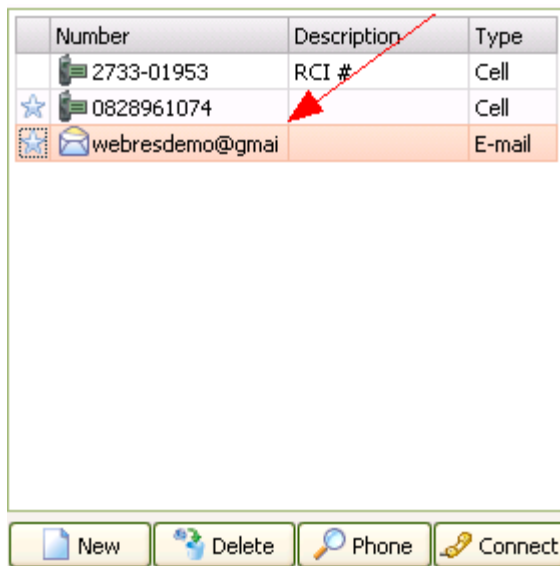 Number Description Type
2733-01953 RCI # Cell
0828961074 Cell
webresdemo@gmai E-mail
New Delete Phone Connect